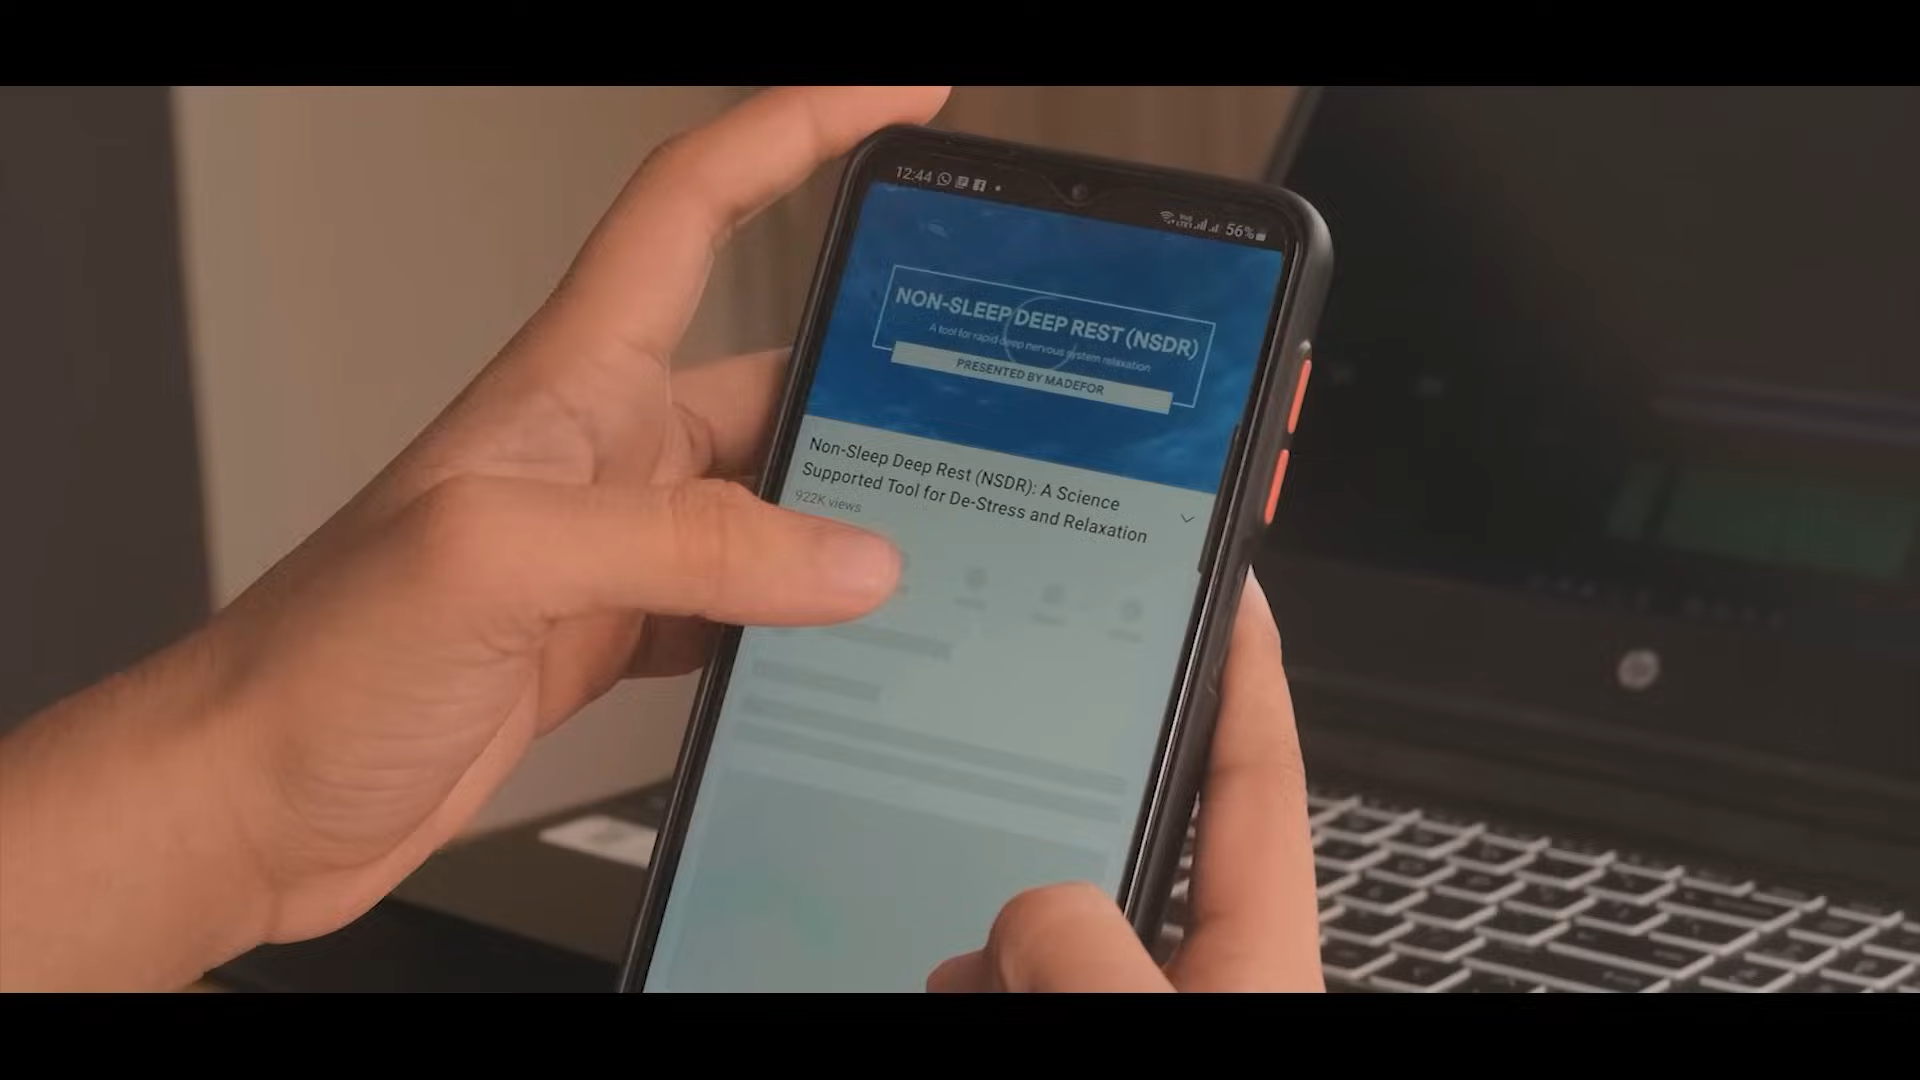 12:44
56%
NON-SLEEP DEEP REST (NSDR)
A tool for rapid deep nervous system relaxation
PRESENTED BY MADEFOR
Non-Sleep Deep Rest (NSDR): A Science
Supported Tool for De-Stress and Relaxation
922K views